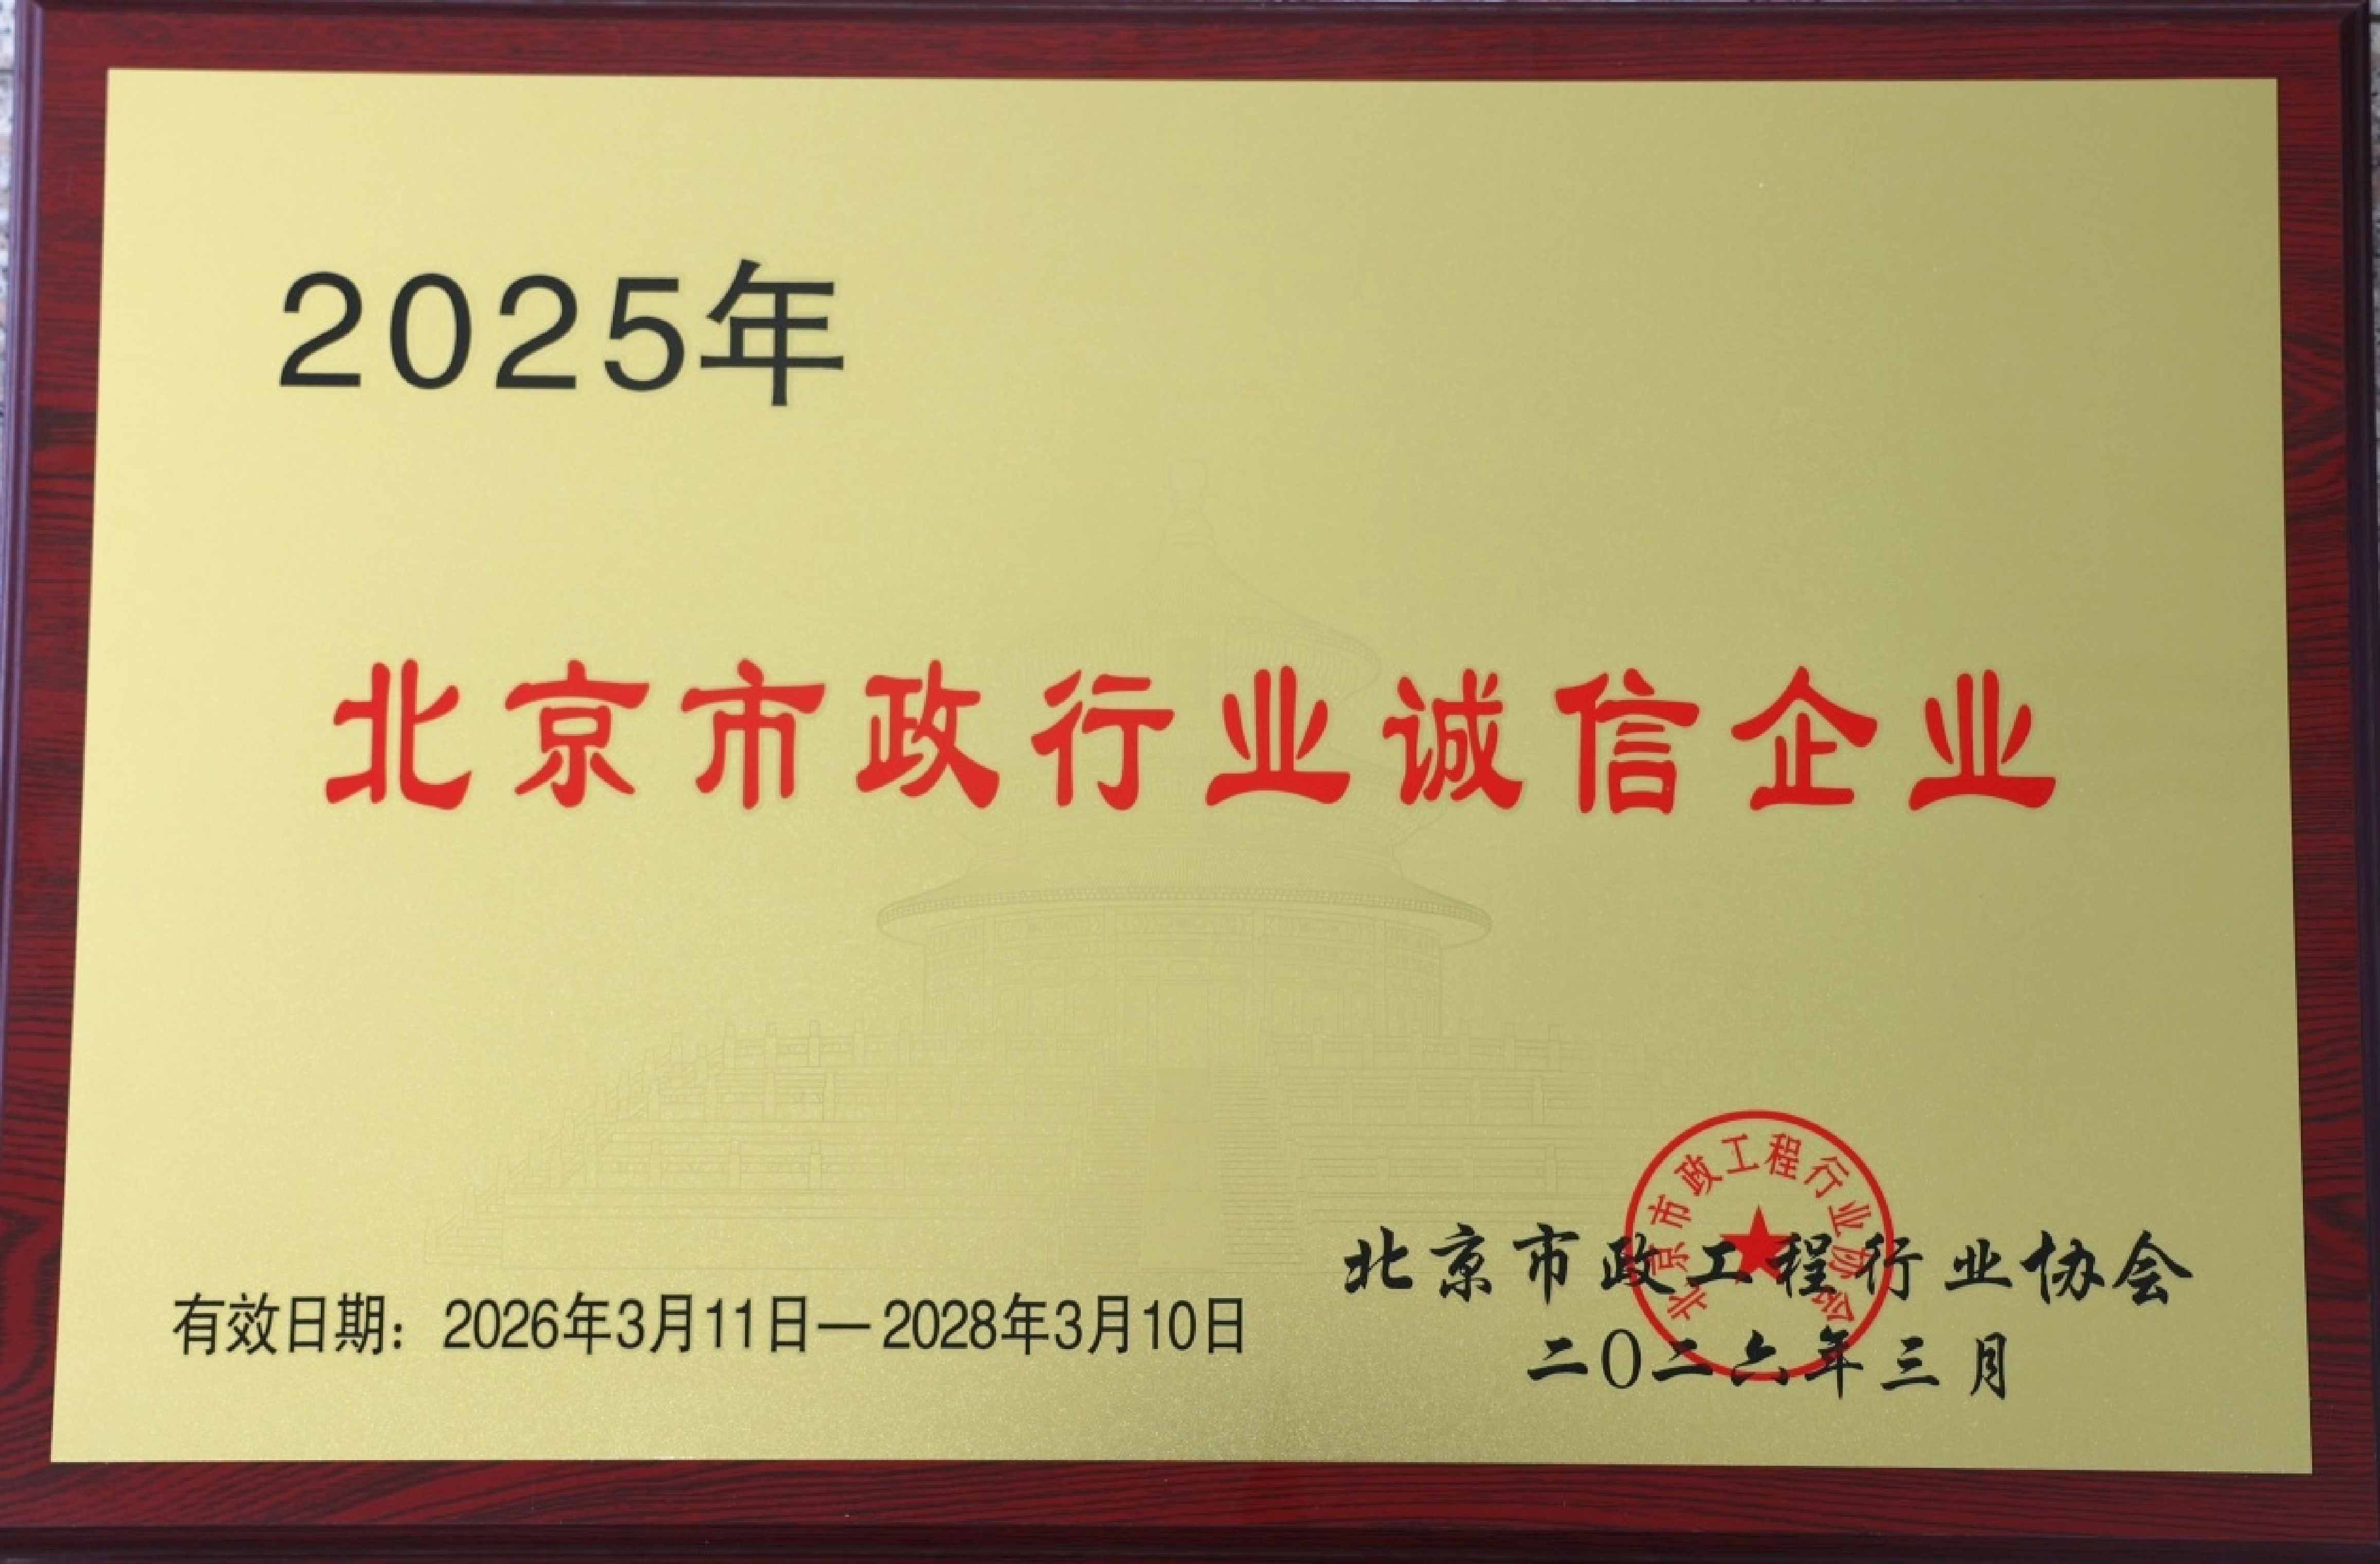 2025年
北京市政行业诚信企业
北京市政工程行业协会
有效日期：2026年3月11日—2028年3月10日
北京市政工程行业协会
二〇二六年三月